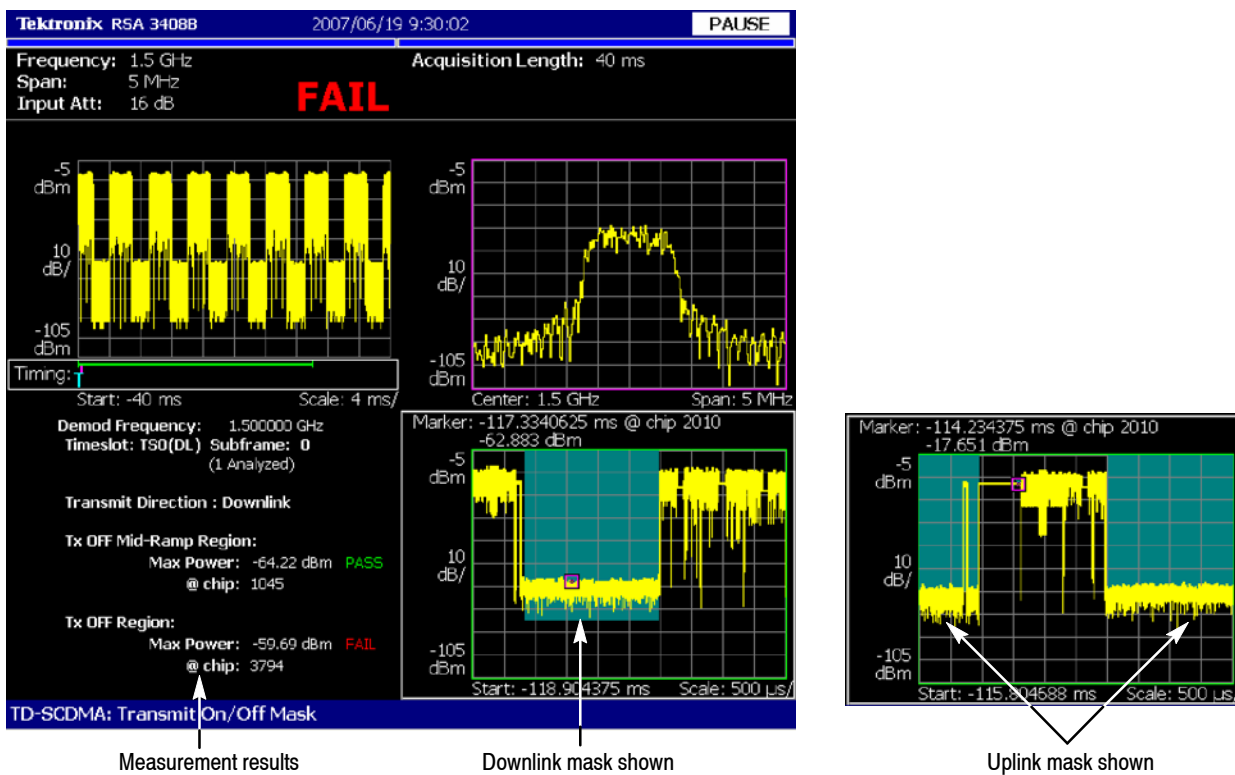 Tektronix RSA 3408B 2007/06/19 9:30:02 PAUSE
Frequency: 1.5 GHz
Span: 5 MHz
Input Att: 16 dB
FAIL
Acquisition Length: 40 ms
-5
dBm
10
dB/
-105
dBm
Timing:
T
Start: -40 ms Scale: 4 ms/
-5
dBm
10
dB/
-105
dBm
Center: 1.5 GHz Span: 5 MHz
Demod Frequency: 1.500000 GHz
Timeslot: TS0(DL) Subframe: 0
(1 Analyzed)
Transmit Direction : Downlink
Tx OFF Mid-Ramp Region:
Max Power: -64.22 dBm PASS
@ chip: 1045
Tx OFF Region:
Max Power: -59.69 dBm FAIL
@ chip: 3794
Marker: -117.3340625 ms @ chip 2010
-62.883 dBm
-5
dBm
10
dB/
-105
dBm
Start: -118.904375 ms Scale: 500 µs/
TD-SCDMA: Transmit On/Off Mask
Marker: -114.234375 ms @ chip 2010
-17.651 dBm
-5
dBm
10
dB/
-105
dBm
Start: -115.804688 ms Scale: 500 µs/
Measurement results
Downlink mask shown
Uplink mask shown